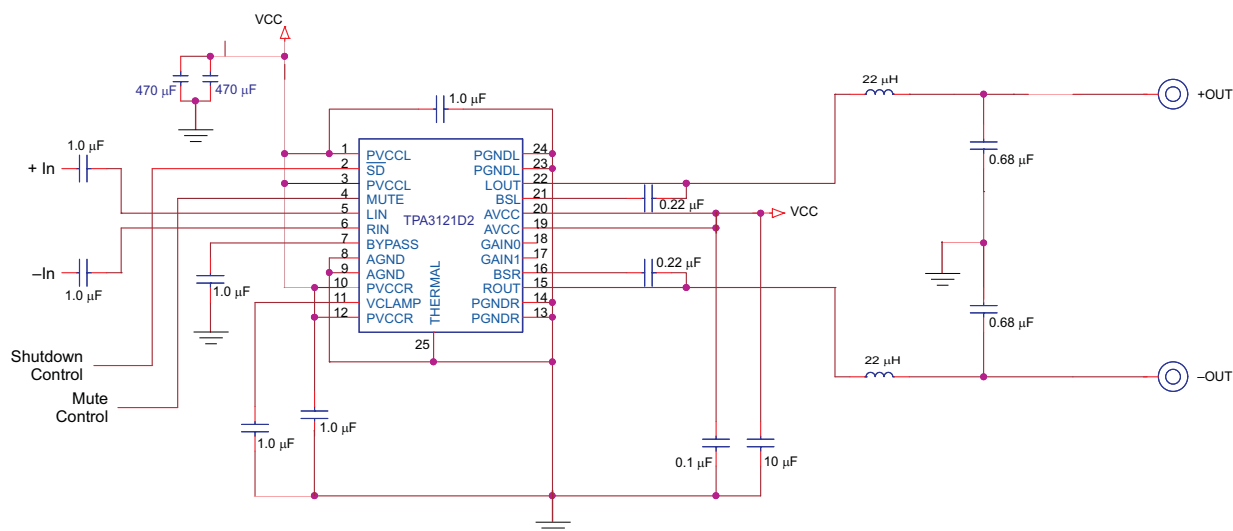 VCC
470 µF
470 µF
1.0 µF
1.0 µF
+ In
–In
1.0 µF
1.0 µF
Shutdown
Control
Mute
Control
1.0 µF
1.0 µF
TPA3121D2
1 PVCCL
2 SD
3 PVCCL
4 MUTE
5 LIN
6 RIN
7 BYPASS
8 AGND
9 AGND
10 PVCCR
11 VCLAMP
12 PVCCR
THERMAL
25
PGNDL 24
PGNDL 23
LOUT 22
BSL 21
AVCC 20
AVCC 19
GAIN0 18
GAIN1 17
BSR 16
ROUT 15
PGNDR 14
PGNDR 13
0.22 µF
VCC
0.22 µF
0.1 µF
10 µF
22 µH
+OUT
0.68 µF
0.68 µF
22 µH
–OUT